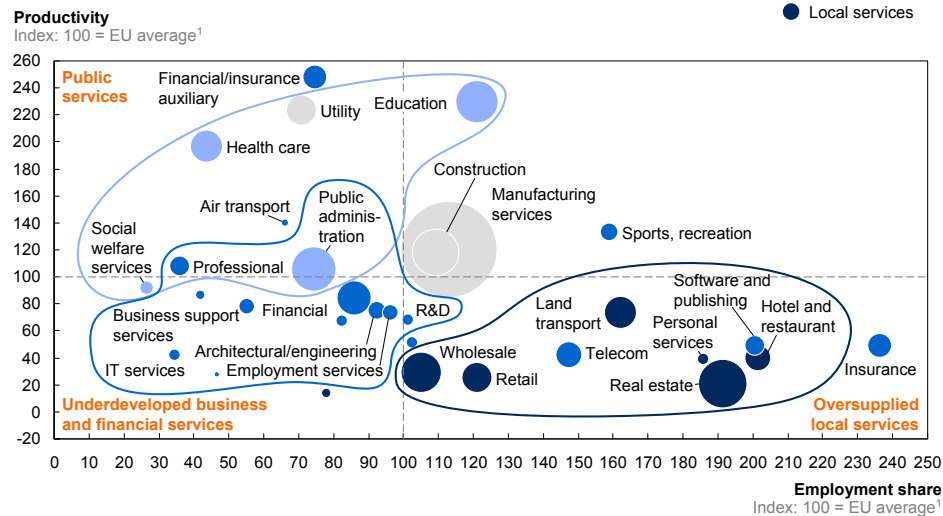 Productivity
Index: 100 = EU average1
Local services
260
240
220
200
180
160
140
120
100
80
60
40
20
0
-20
Public
services
Financial/insurance
auxiliary
Utility
Education
Health care
Construction
Manufacturing
services
Air transport
Public
adminis-
tration
Social
welfare
services
Professional
Sports, recreation
Business support
services
Financial
R&D
IT services
Architectural/engineering
Employment services
Wholesale
Retail
Land
transport
Telecom
Software and
publishing
Hotel and
restaurant
Personal
services
Real estate
Insurance
Underdeveloped business
and financial services
Oversupplied
local services
0 10 20 30 40 50 60 70 80 90 100 110 120 130 140 150 160 170 180 190 200 210 220 230 240 250
Employment share
Index: 100 = EU average1